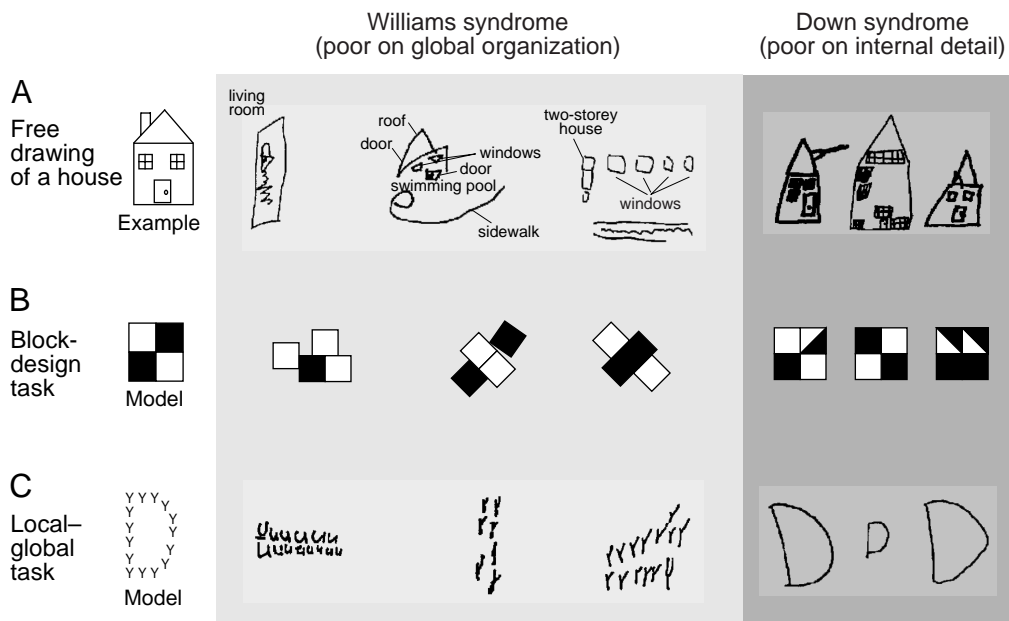 Williams syndrome
(poor on global organization)
Down syndrome
(poor on internal detail)
A
Free
drawing
of a house
Example
living
room
roof
door
windows
door
swimming pool
sidewalk
two-storey
house
windows
B
Block-
design
task
Model
C
Local–
global
task
Y Y Y
Y Y
Y Y
Y Y
Y Y
Y Y
Y Y Y
Model